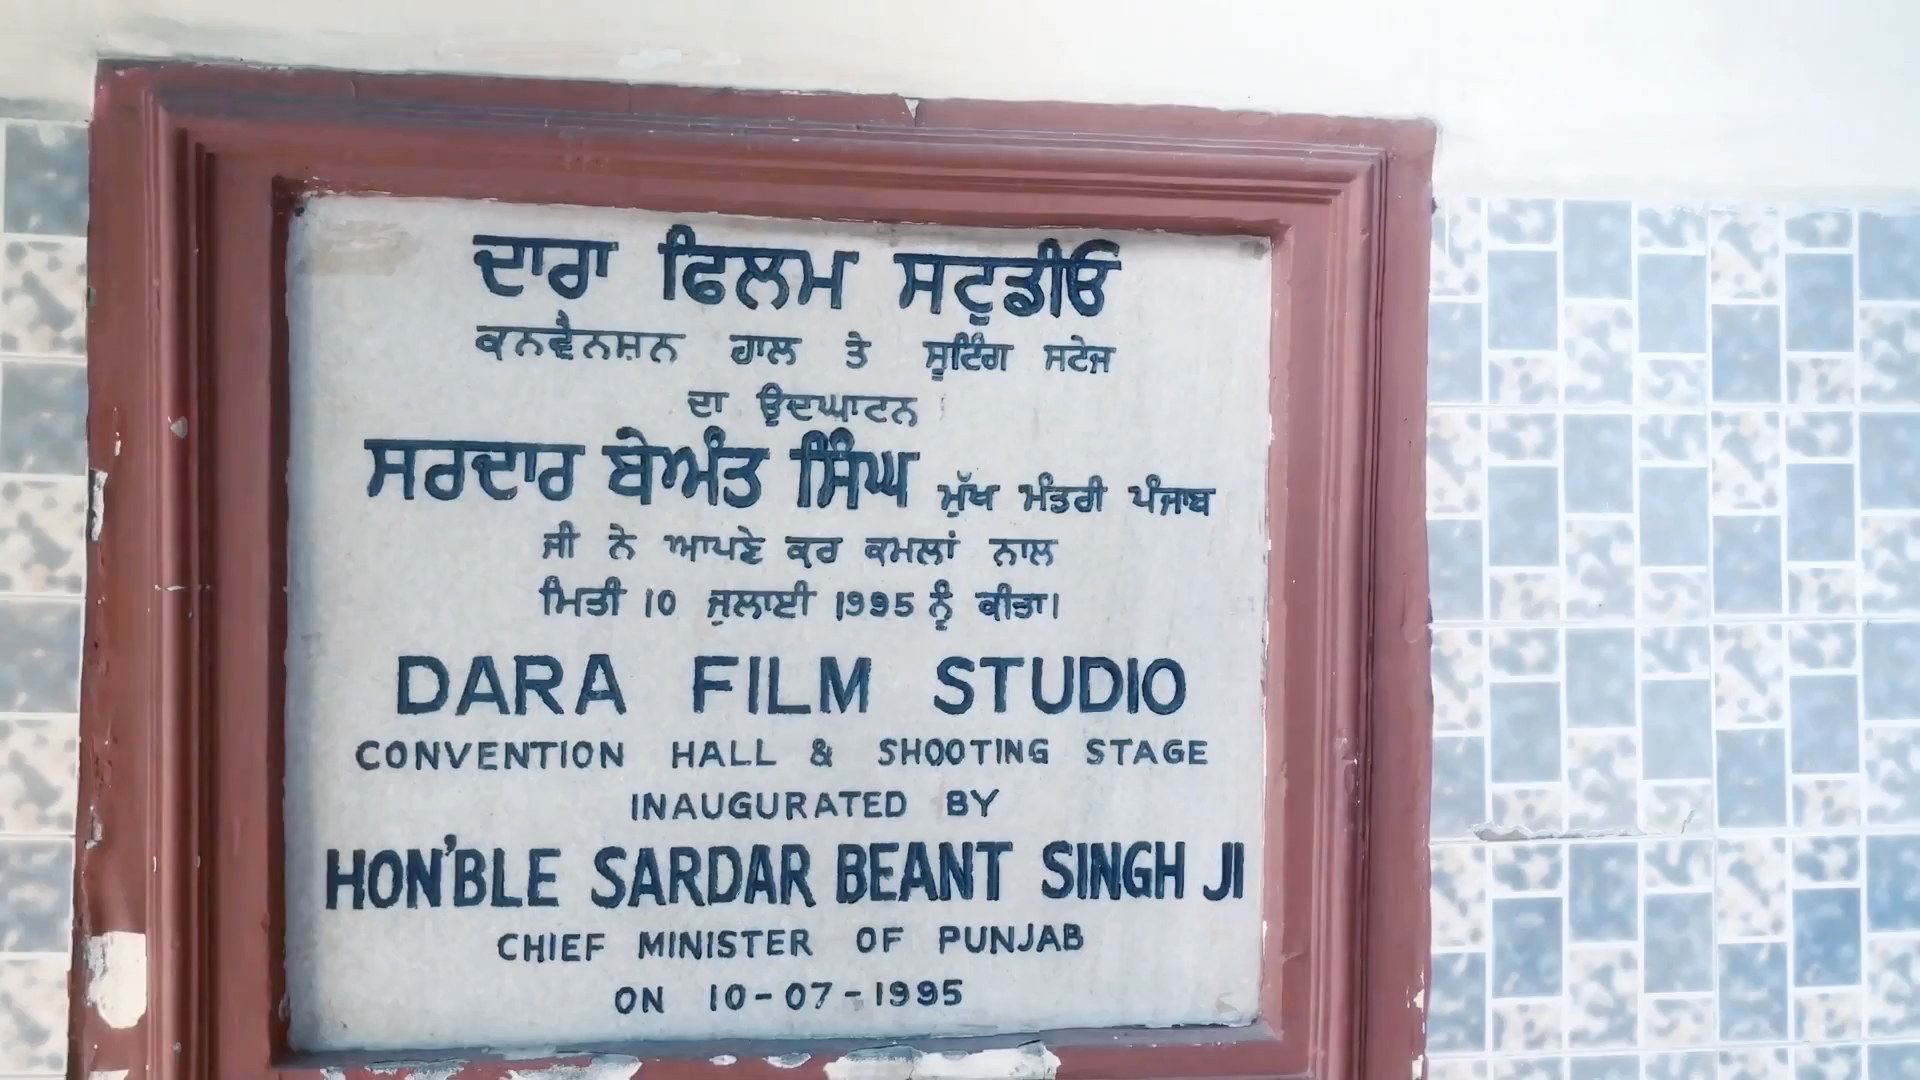 ਦਾਰਾ ਫਿਲਮ ਸਟੂਡੀਓ
ਕਨਵੈਨਸ਼ਨ ਹਾਲ ਤੇ ਸੂਟਿੰਗ ਸਟੇਜ
ਦਾ ਉਦਘਾਟਨ
ਸਰਦਾਰ ਬੇਅੰਤ ਸਿੰਘ ਮੁੱਖ ਮੰਤਰੀ ਪੰਜਾਬ
ਜੀ ਨੇ ਆਪਣੇ ਕਰ ਕਮਲਾਂ ਨਾਲ
ਮਿਤੀ 10 ਜੁਲਾਈ 1995 ਨੂੰ ਕੀਤਾ।
DARA FILM STUDIO
CONVENTION HALL & SHOOTING STAGE
INAUGURATED BY
HON'BLE SARDAR BEANT SINGH JI
CHIEF MINISTER OF PUNJAB
ON 10-07-1995